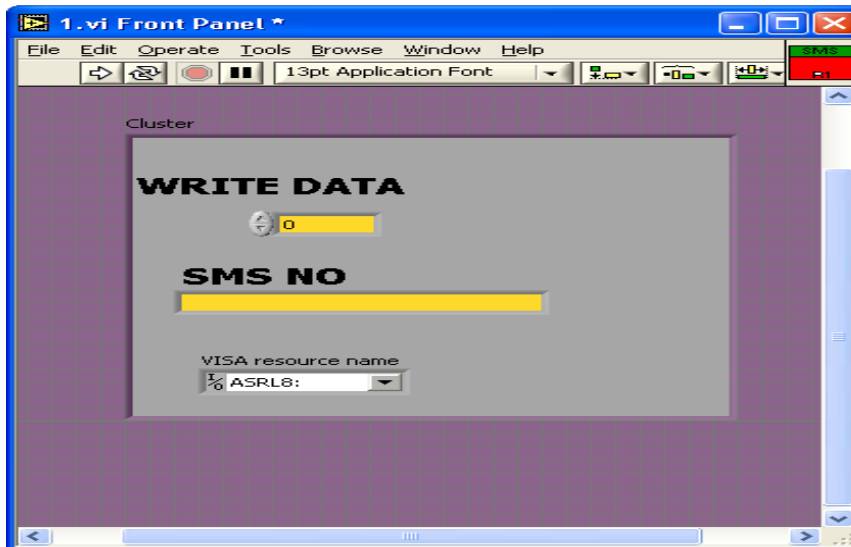 1.vi Front Panel *
File Edit Operate Tools Browse Window Help
SMS
13pt Application Font
Cluster
WRITE DATA
0
SMS NO
VISA resource name
I/O ASRL8: